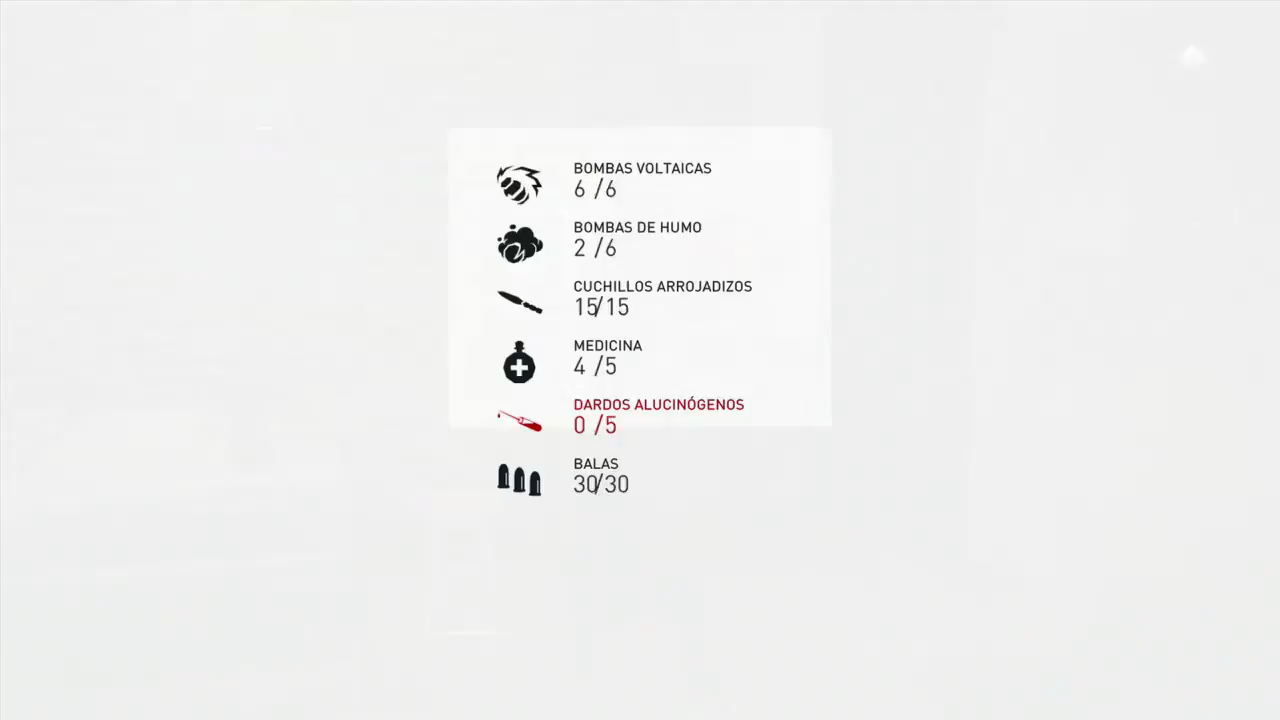 BOMBAS VOLTAICAS
6 /6
BOMBAS DE HUMO
2 /6
CUCHILLOS ARROJADIZOS
15/15
MEDICINA
4 /5
DARDOS ALUCINÓGENOS
0 /5
BALAS
30/30